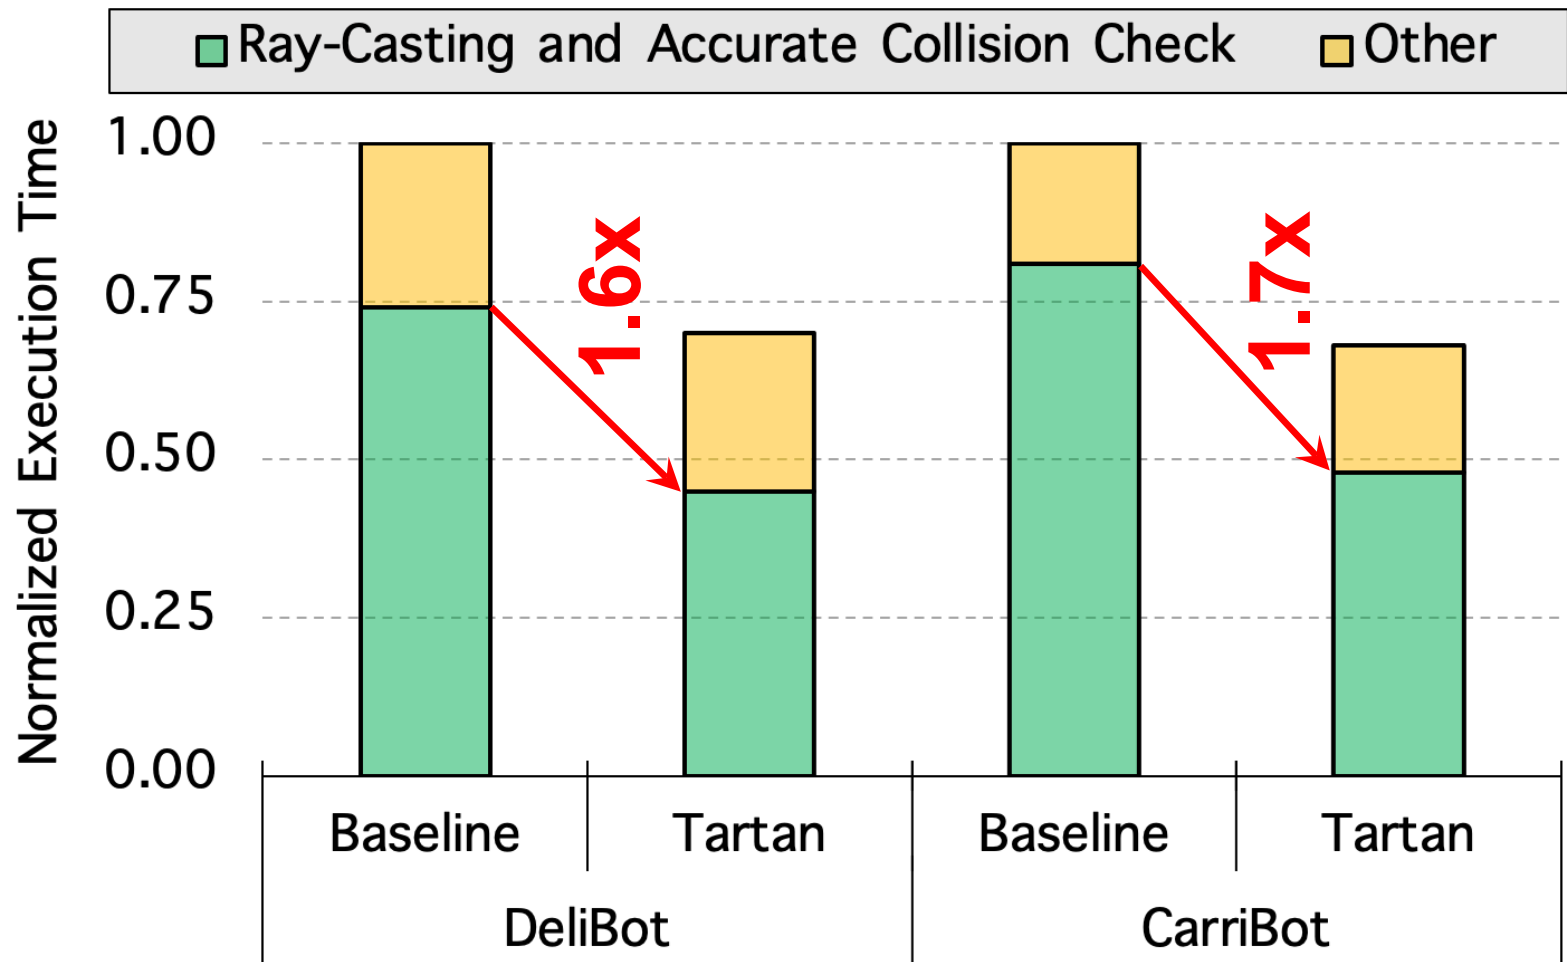 Ray-Casting and Accurate Collision Check Other
Normalized Execution Time
1.00
0.75
0.50
0.25
0.00
1.6x
1.7x
Baseline Tartan Baseline Tartan
DeliBot CarriBot